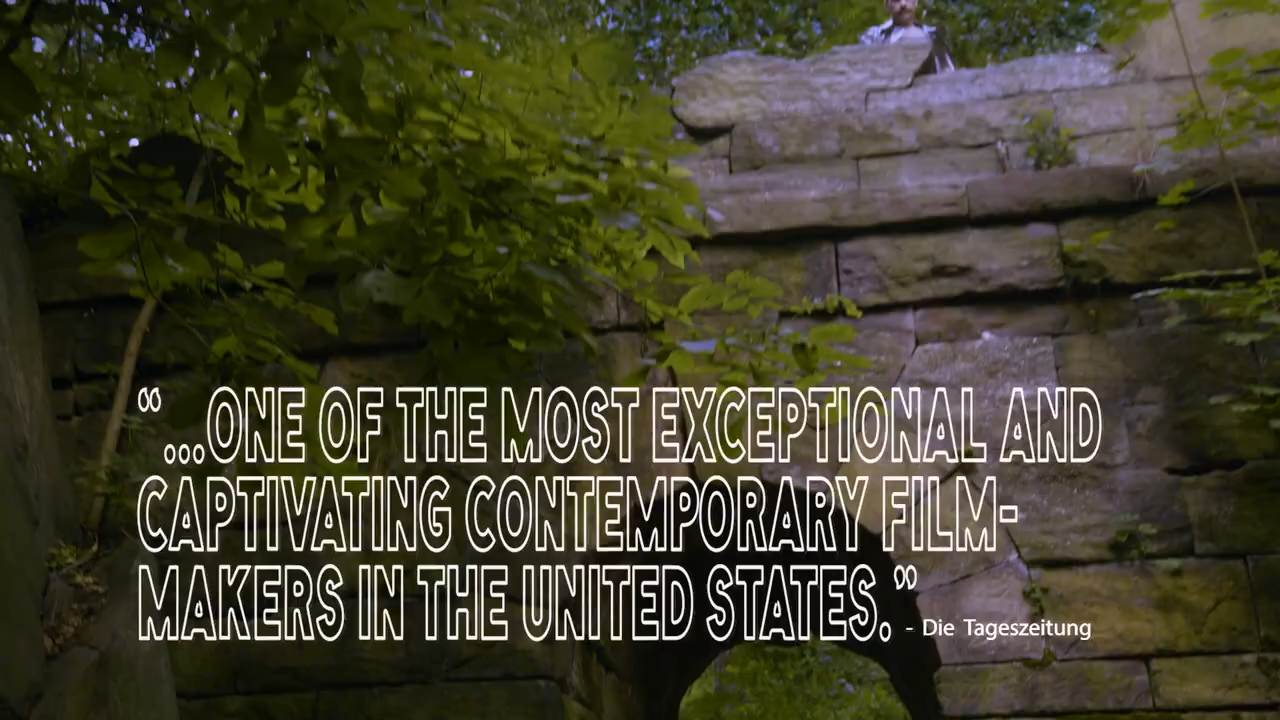 “...ONE OF THE MOST EXCEPTIONAL AND
CAPTIVATING CONTEMPORARY FILM-
MAKERS IN THE UNITED STATES.” - Die Tageszeitung